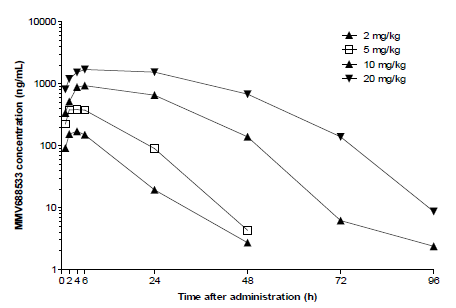 10000
1000
100
10
1
MMV688533 concentration (ng/mL)
2 mg/kg
5 mg/kg
10 mg/kg
20 mg/kg
0 2 4 6 24 48 72 96
Time after administration (h)